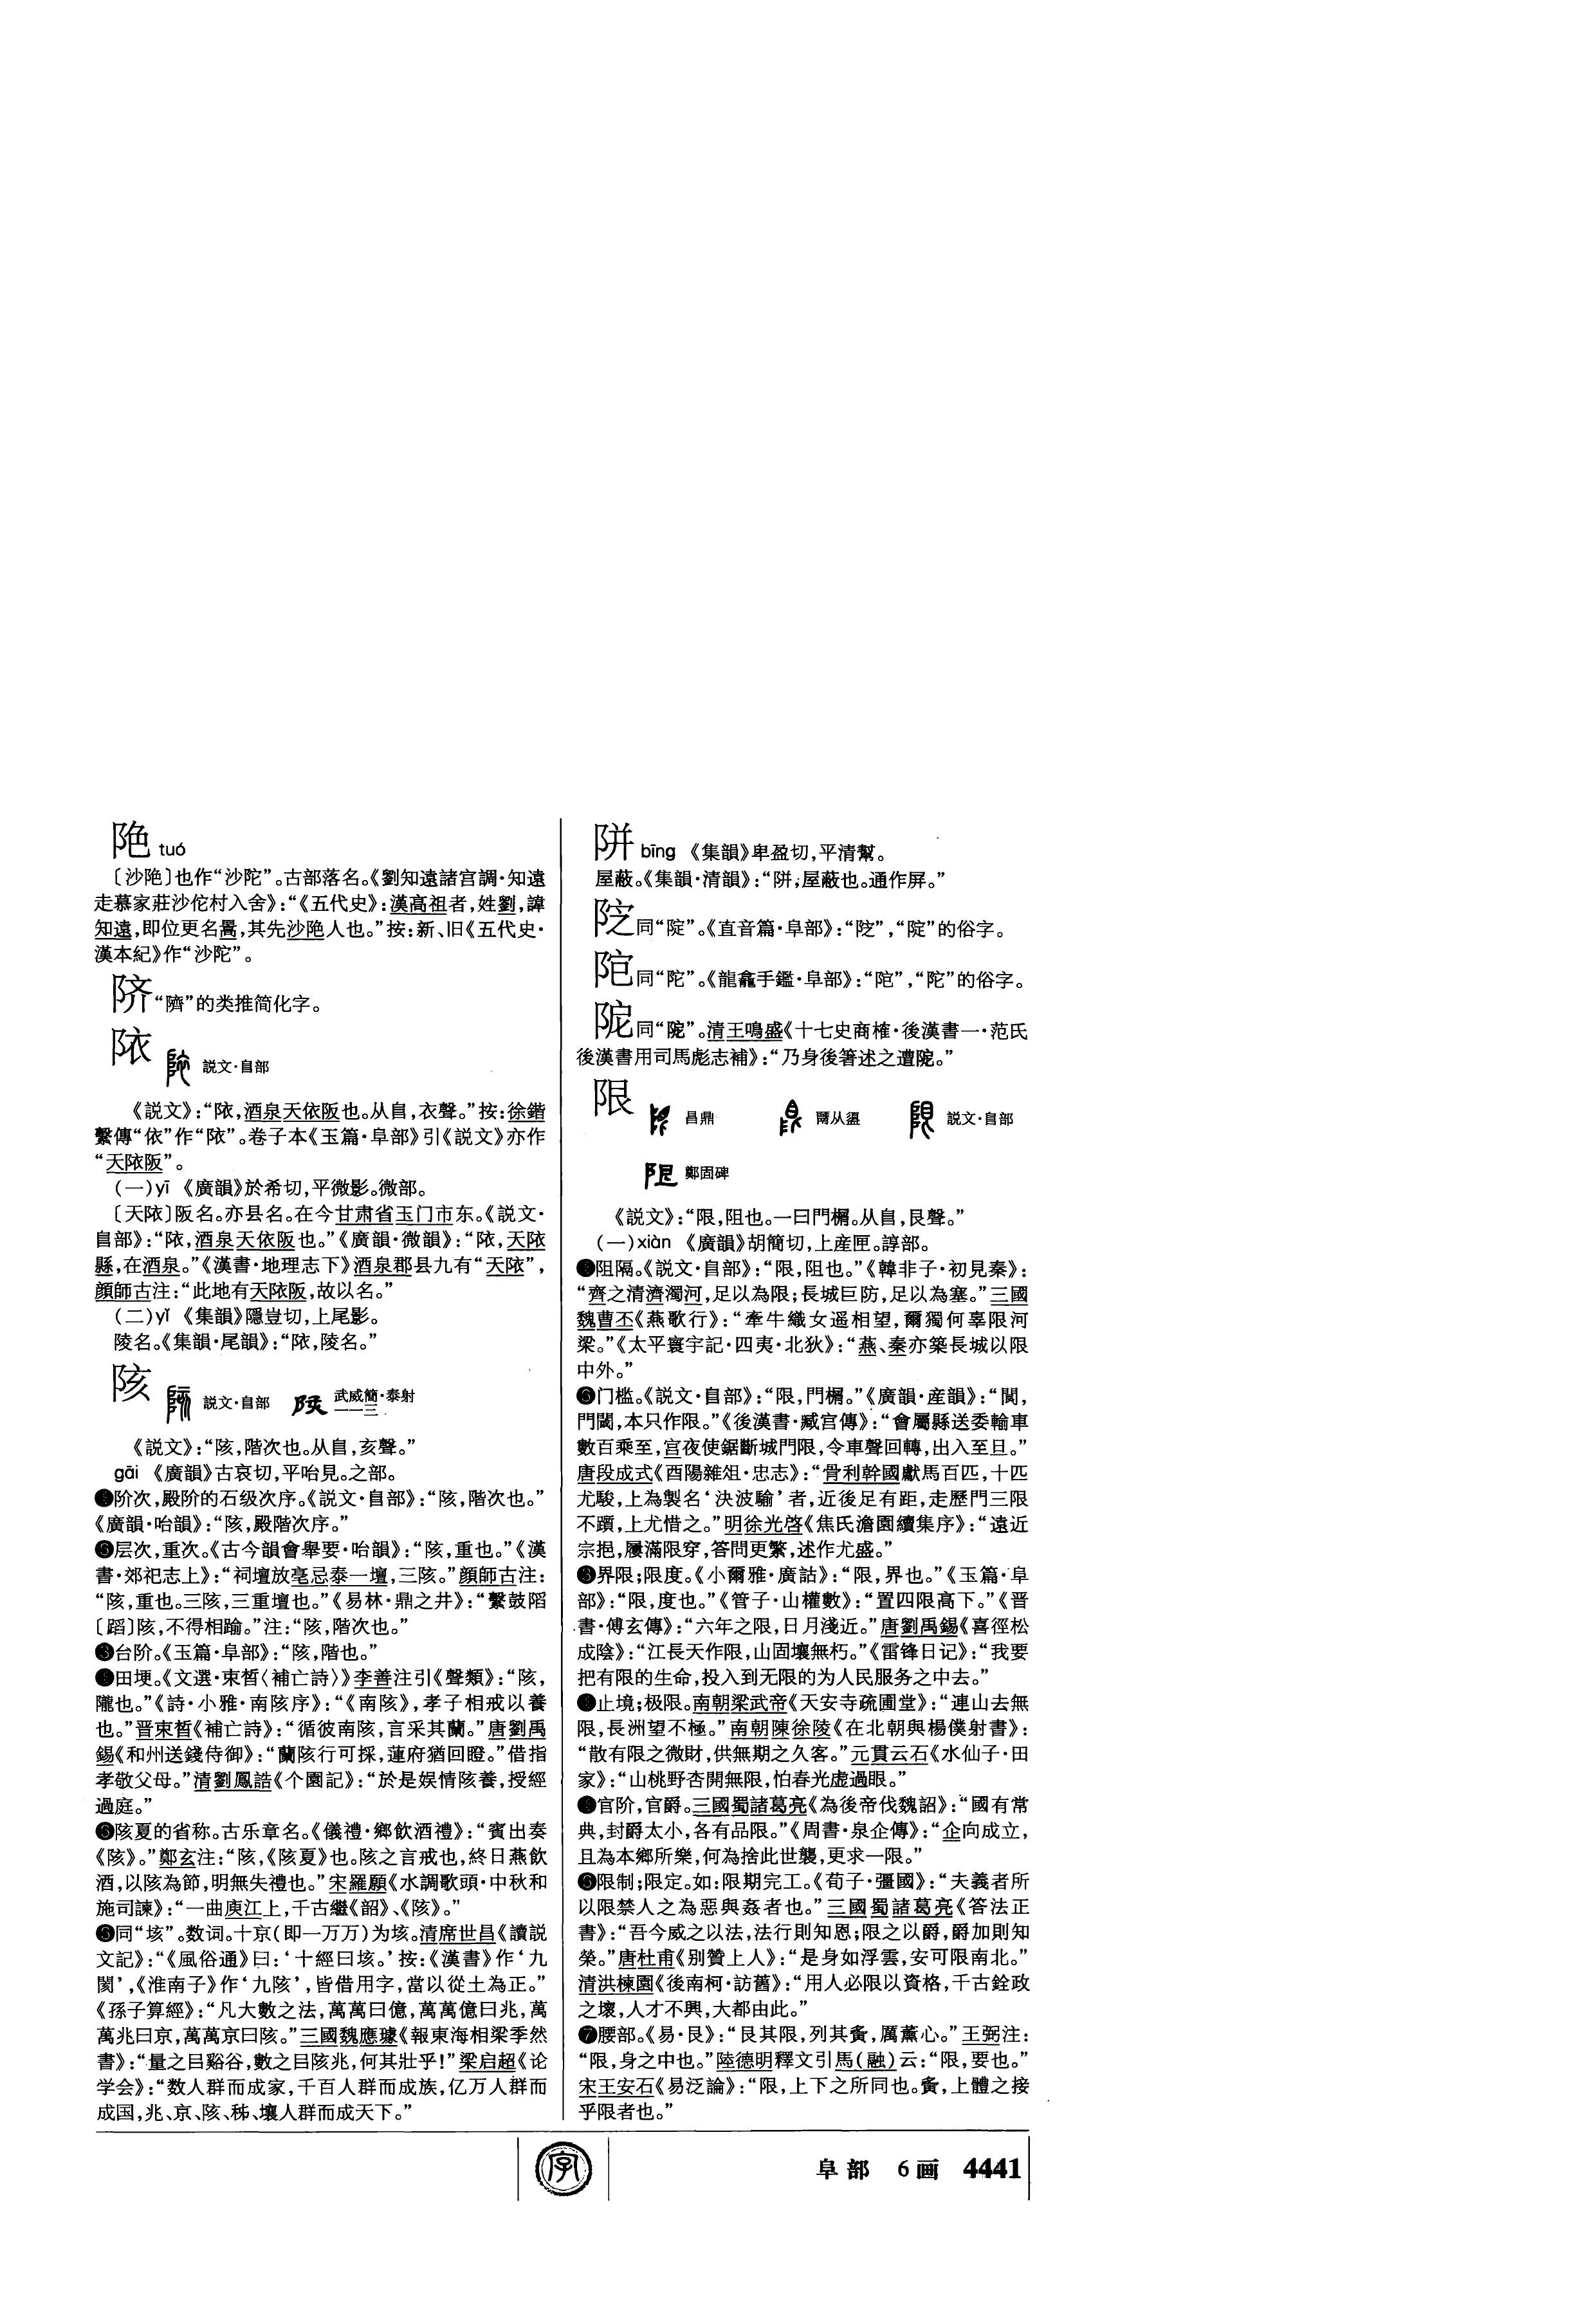 陒 tuó
〔沙陒〕也作“沙陀”。古部落名。《劉知遠諸宫調·知遠
走慕家莊沙佗村入舍》：“《五代史》：漢高祖者，姓劉，諱
知遠，即位更名暠，其先沙陒人也。”按：新、旧《五代史·
漢本紀》作“沙陀”。
𨸂“隮”的类推简化字。
陎 説文·𨸏部
《説文》：“䧇，酒泉天依阪也。从𨸏，衣聲。”按：徐鍇
繫傳“依”作“䧇”。卷子本《玉篇·阜部》引《説文》亦作
“天䧇阪”。
(一)yī 《廣韻》於希切，平微影。微部。
〔天䧇〕阪名。亦县名。在今甘肃省玉门市东。《説文·
𨸏部》：“䧇，酒泉天依阪也。”《廣韻·微韻》：“䧇，天䧇
縣，在酒泉。”《漢書·地理志下》酒泉郡县九有“天䧇”，
顔師古注：“此地有天䧇阪，故以名。”
(二)yǐ 《集韻》隱豈切，上尾影。
陵名。《集韻·尾韻》：“䧇，陵名。”
陔 説文·𨸏部 武威簡·泰射一一三
《説文》：“陔，階次也。从𨸏，亥聲。”
gāi 《廣韻》古哀切，平咍見。之部。
❶阶次，殿阶的石级次序。《説文·𨸏部》：“陔，階次也。”
《廣韻·咍韻》：“陔，殿階次序。”
❷层次，重次。《古今韻會舉要·咍韻》：“陔，重也。”《漢
書·郊祀志上》：“祠壇放亳忌泰一壇，三陔。”顔師古注：
“陔，重也。三陔，三重壇也。”《易林·鼎之井》：“繫鼓䧟
〔蹈〕陔，不得相踰。”注：“陔，階次也。”
❸台阶。《玉篇·阜部》：“陔，階也。”
❹田埂。《文選·束晳〈補亡詩〉》李善注引《聲類》：“陔，
隴也。”《詩·小雅·南陔序》：“《南陔》，孝子相戒以養
也。”晋束晳《補亡詩》：“循彼南陔，言采其蘭。”唐劉禹
錫《和州送錢侍御》：“蘭陔行可採，蓮府猶回瞪。”借指
孝敬父母。”清劉鳳誥《个園記》：“於是娱情陔養，授經
過庭。”
❺陔夏的省称。古乐章名。《儀禮·鄉飲酒禮》：“賓出奏
《陔》。”鄭玄注：“陔，《陔夏》也。陔之言戒也，終日燕飲
酒，以陔為節，明無失禮也。”宋羅願《水調歌頭·中秋和
施司諫》：“一曲庾江上，千古繼《韶》、《陔》。”
❻同“垓”。数词。十京(即一万万)为垓。清席世昌《讀説
文記》：“《風俗通》曰：‘十經曰垓。’按：《漢書》作‘九
閡’，《淮南子》作‘九陔’，皆借用字，當以從土為正。”
《孫子算經》：“凡大數之法，萬萬曰億，萬萬億曰兆，萬
萬兆曰京，萬萬京曰陔。”三國魏應璩《報東海相梁季然
書》：“量之目谿谷，數之目陔兆，何其壯乎！”梁启超《论
学会》：“数人群而成家，千百人群而成族，亿万人群而
成国，兆、京、陔、秭、壤人群而成天下。”
陃 bīng 《集韻》卑盈切，平清幫。
屋蔽。《集韻·清韻》：“𨹗，屋蔽也。通作屏。”
同“碇”。《直音篇·阜部》：“”，“碇”的俗字。
同“陀”。《龍龕手鑑·阜部》：“”，“陀”的俗字。
同“阸”。清王鳴盛《十七史商榷·後漢書一·范氏
後漢書用司馬彪志補》：“乃身後箸述之遭阸。”
限 昌鼎 𤔲从盨 説文·𨸏部
鄭固碑
《説文》：“限，阻也。一曰門榍。从𨸏，艮聲。”
(一)xiàn 《廣韻》胡簡切，上産匣。諄部。
❶阻隔。《説文·𨸏部》：“限，阻也。”《韓非子·初見秦》：
“齊之清濟濁河，足以為限；長城巨防，足以為塞。”三國
魏曹丕《燕歌行》：“牽牛織女遥相望，爾獨何辜限河
梁。”《太平寰宇記·四夷·北狄》：“燕、秦亦築長城以限
中外。”
❷门槛。《説文·𨸏部》：“限，門榍。”《廣韻·産韻》：“閬，
門閾，本只作限。”《後漢書·臧宫傳》：“會屬縣送委輸車
數百乘至，宫夜使鋸斷城門限，令車聲回轉，出入至旦。”
唐段成式《酉陽雜俎·忠志》：“骨利幹國獻馬百匹，十匹
尤駿，上為製名‘決波騟’者，近後足有距，走歷門三限
不躓，上尤惜之。”明徐光啓《焦氏澹園續集序》：“遠近
宗挹，屨滿限穿，答問更繁，述作尤盛。”
❸界限；限度。《小爾雅·廣詁》：“限，界也。”《玉篇·阜
部》：“限，度也。”《管子·山權數》：“置四限高下。”《晋
書·傅玄傳》：“六年之限，日月淺近。”唐劉禹錫《喜徑松
成陰》：“江長天作限，山固壤無朽。”《雷锋日记》：“我要
把有限的生命，投入到无限的为人民服务之中去。”
❹止境；极限。南朝梁武帝《天安寺疏圃堂》：“連山去無
限，長洲望不極。”南朝陳徐陵《在北朝與楊僕射書》：
“散有限之微財，供無期之久客。”元貫云石《水仙子·田
家》：“山桃野杏開無限，怕春光虚過眼。”
❺官阶，官爵。三國蜀諸葛亮《為後帝伐魏詔》：“國有常
典，封爵大小，各有品限。”《周書·泉企傳》：“企向成立，
且為本鄉所樂，何為捨此世襲，更求一限。”
❻限制；限定。如：限期完工。《荀子·彊國》：“夫義者所
以限禁人之為惡與姦者也。”三國蜀諸葛亮《答法正
書》：“吾今威之以法，法行則知恩；限之以爵，爵加則知
榮。”唐杜甫《别贊上人》：“是身如浮雲，安可限南北。”
清洪楝園《後南柯·訪舊》：“用人必限以資格，千古銓政
之壞，人才不興，大都由此。”
❼腰部。《易·艮》：“艮其限，列其夤，厲薰心。”王弼注：
“限，身之中也。”陸德明釋文引馬(融)云：“限，要也。”
宋王安石《易泛論》：“限，上下之所同也。夤，上體之接
乎限者也。”
字
阜部 6画 4441